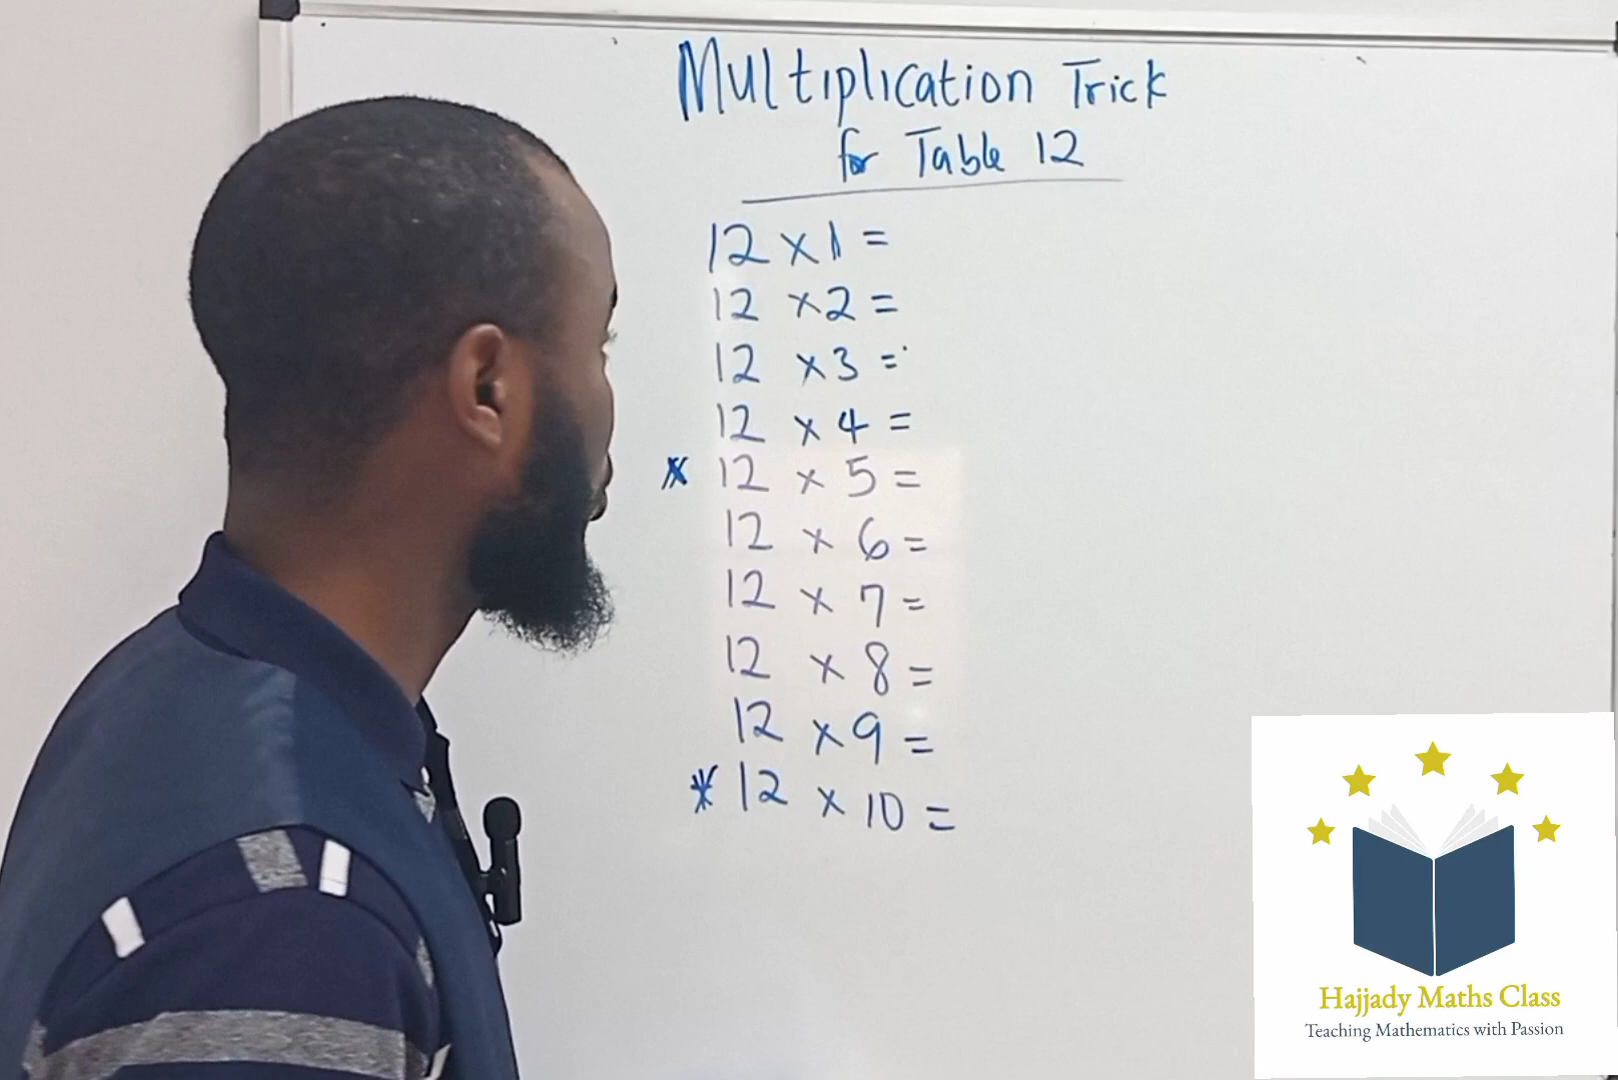 Multiplication Trick
for Table 12
12 × 1 =
12 × 2 =
12 × 3 =
12 × 4 =
* 12 × 5 =
12 × 6 =
12 × 7 =
12 × 8 =
12 × 9 =
* 12 × 10 =
Hajjady Maths Class
Teaching Mathematics with Passion